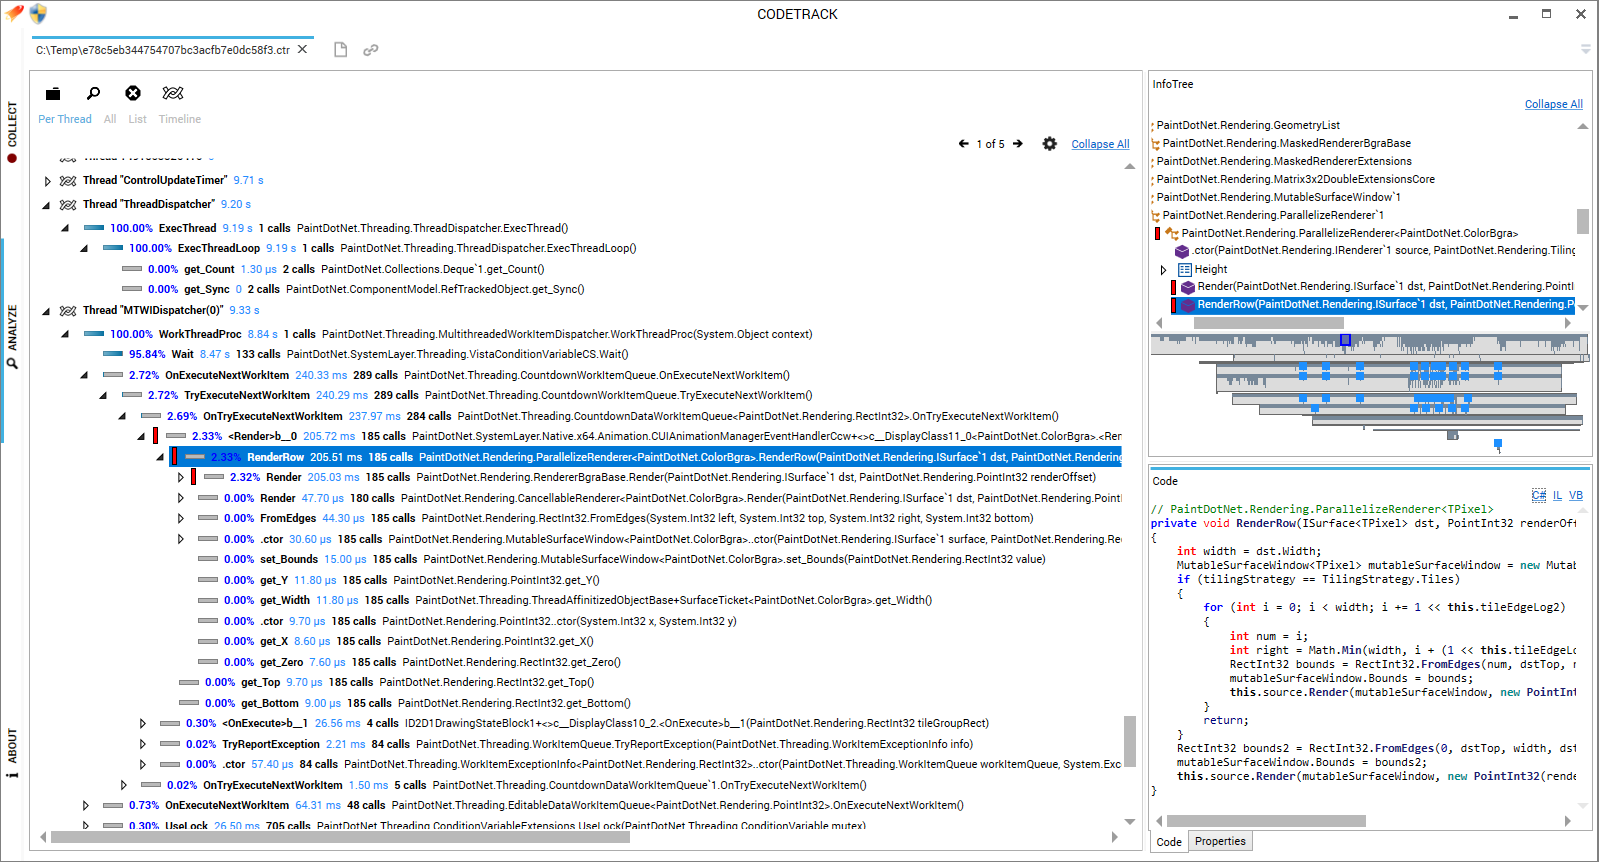 CODETRACK
C:\Temp\e78c5eb344754707bc3acfb7e0dc58f3.ctr
COLLECT
ANALYZE
ABOUT
Per Thread All List Timeline
1 of 5 Collapse All
Thread "ControlUpdateTimer" 9.71 s
Thread "ThreadDispatcher" 9.20 s
100.00% ExecThread 9.19 s 1 calls PaintDotNet.Threading.ThreadDispatcher.ExecThread()
100.00% ExecThreadLoop 9.19 s 1 calls PaintDotNet.Threading.ThreadDispatcher.ExecThreadLoop()
0.00% get_Count 1.30 µs 2 calls PaintDotNet.Collections.Deque`1.get_Count()
0.00% get_Sync 0 2 calls PaintDotNet.ComponentModel.RefTrackedObject.get_Sync()
Thread "MTWIDispatcher(0)" 9.33 s
100.00% WorkThreadProc 8.84 s 1 calls PaintDotNet.Threading.MultithreadedWorkItemDispatcher.WorkThreadProc(System.Object context)
95.84% Wait 8.47 s 133 calls PaintDotNet.SystemLayer.Threading.VistaConditionVariableCS.Wait()
2.72% OnExecuteNextWorkItem 240.33 ms 289 calls PaintDotNet.Threading.CountdownWorkItemQueue.OnExecuteNextWorkItem()
2.72% TryExecuteNextWorkItem 240.29 ms 289 calls PaintDotNet.Threading.CountdownWorkItemQueue.TryExecuteNextWorkItem()
2.69% OnTryExecuteNextWorkItem 237.97 ms 284 calls PaintDotNet.Threading.CountdownDataWorkItemQueue<PaintDotNet.Rendering.RectInt32>.OnTryExecuteNextWorkItem()
2.33% <Render>b__0 205.72 ms 185 calls PaintDotNet.SystemLayer.Native.x64.Animation.CUIAnimationManagerEventHandlerCcw+<>c__DisplayClass11_0<PaintDotNet.ColorBgra>.<Ren
2.33% RenderRow 205.51 ms 185 calls PaintDotNet.Rendering.ParallelizeRenderer<PaintDotNet.ColorBgra>.RenderRow(PaintDotNet.Rendering.ISurface`1 dst, PaintDotNet.Rendering
2.32% Render 205.03 ms 185 calls PaintDotNet.Rendering.RendererBgraBase.Render(PaintDotNet.Rendering.ISurface`1 dst, PaintDotNet.Rendering.PointInt32 renderOffset)
0.00% Render 47.70 µs 180 calls PaintDotNet.Rendering.CancellableRenderer<PaintDotNet.ColorBgra>.Render(PaintDotNet.Rendering.ISurface`1 dst, PaintDotNet.Rendering.PointI
0.00% FromEdges 44.30 µs 185 calls PaintDotNet.Rendering.RectInt32.FromEdges(System.Int32 left, System.Int32 top, System.Int32 right, System.Int32 bottom)
0.00% .ctor 30.60 µs 185 calls PaintDotNet.Rendering.MutableSurfaceWindow<PaintDotNet.ColorBgra>..ctor(PaintDotNet.Rendering.ISurface`1 surface, PaintDotNet.Rendering.Re
0.00% set_Bounds 15.00 µs 185 calls PaintDotNet.Rendering.MutableSurfaceWindow<PaintDotNet.ColorBgra>.set_Bounds(PaintDotNet.Rendering.RectInt32 value)
0.00% get_Y 11.80 µs 185 calls PaintDotNet.Rendering.PointInt32.get_Y()
0.00% get_Width 11.80 µs 185 calls PaintDotNet.Threading.ThreadAffinitizedObjectBase+SurfaceTicket<PaintDotNet.ColorBgra>.get_Width()
0.00% .ctor 9.70 µs 185 calls PaintDotNet.Rendering.PointInt32..ctor(System.Int32 x, System.Int32 y)
0.00% get_X 8.60 µs 185 calls PaintDotNet.Rendering.PointInt32.get_X()
0.00% get_Zero 7.60 µs 185 calls PaintDotNet.Rendering.RectInt32.get_Zero()
0.00% get_Top 9.70 µs 185 calls PaintDotNet.Rendering.RectInt32.get_Top()
0.00% get_Bottom 9.00 µs 185 calls PaintDotNet.Rendering.RectInt32.get_Bottom()
0.30% <OnExecute>b__1 26.56 ms 4 calls ID2D1DrawingStateBlock1+<>c__DisplayClass10_2.<OnExecute>b__1(PaintDotNet.Rendering.RectInt32 tileGroupRect)
0.02% TryReportException 2.21 ms 84 calls PaintDotNet.Threading.WorkItemQueue.TryReportException(PaintDotNet.Threading.WorkItemExceptionInfo info)
0.00% .ctor 57.40 µs 84 calls PaintDotNet.Threading.WorkItemExceptionInfo<PaintDotNet.Rendering.RectInt32>..ctor(PaintDotNet.Threading.WorkItemQueue workItemQueue, System.Exc
0.02% OnTryExecuteNextWorkItem 1.50 ms 5 calls PaintDotNet.Threading.CountdownDataWorkItemQueue`1.OnTryExecuteNextWorkItem()
0.73% OnExecuteNextWorkItem 64.31 ms 48 calls PaintDotNet.Threading.EditableDataWorkItemQueue<PaintDotNet.Rendering.PointInt32>.OnExecuteNextWorkItem()
0.30% UseLock 26.50 ms 705 calls PaintDotNet.Threading.ConditionVariableExtensions.UseLock(PaintDotNet.Threading.ConditionVariable mutex)
InfoTree
Collapse All
PaintDotNet.Rendering.GeometryList
PaintDotNet.Rendering.MaskedRendererBgraBase
PaintDotNet.Rendering.MaskedRendererExtensions
PaintDotNet.Rendering.Matrix3x2DoubleExtensionsCore
PaintDotNet.Rendering.MutableSurfaceWindow`1
PaintDotNet.Rendering.ParallelizeRenderer`1
PaintDotNet.Rendering.ParallelizeRenderer<PaintDotNet.ColorBgra>
.ctor(PaintDotNet.Rendering.IRenderer`1 source, PaintDotNet.Rendering.Tiling
Height
Render(PaintDotNet.Rendering.ISurface`1 dst, PaintDotNet.Rendering.PointI
RenderRow(PaintDotNet.Rendering.ISurface`1 dst, PaintDotNet.Rendering.P
Code
C# IL VB
// PaintDotNet.Rendering.ParallelizeRenderer<TPixel>
private void RenderRow(ISurface<TPixel> dst, PointInt32 renderOff
{
int width = dst.Width;
MutableSurfaceWindow<TPixel> mutableSurfaceWindow = new Mutab
if (tilingStrategy == TilingStrategy.Tiles)
{
for (int i = 0; i < width; i += 1 << this.tileEdgeLog2)
{
int num = i;
int right = Math.Min(width, i + (1 << this.tileEdgeLo
RectInt32 bounds = RectInt32.FromEdges(num, dstTop, r
mutableSurfaceWindow.Bounds = bounds;
this.source.Render(mutableSurfaceWindow, new PointInt
}
return;
}
RectInt32 bounds2 = RectInt32.FromEdges(0, dstTop, width, dst
mutableSurfaceWindow.Bounds = bounds2;
this.source.Render(mutableSurfaceWindow, new PointInt32(rende
}
Code Properties